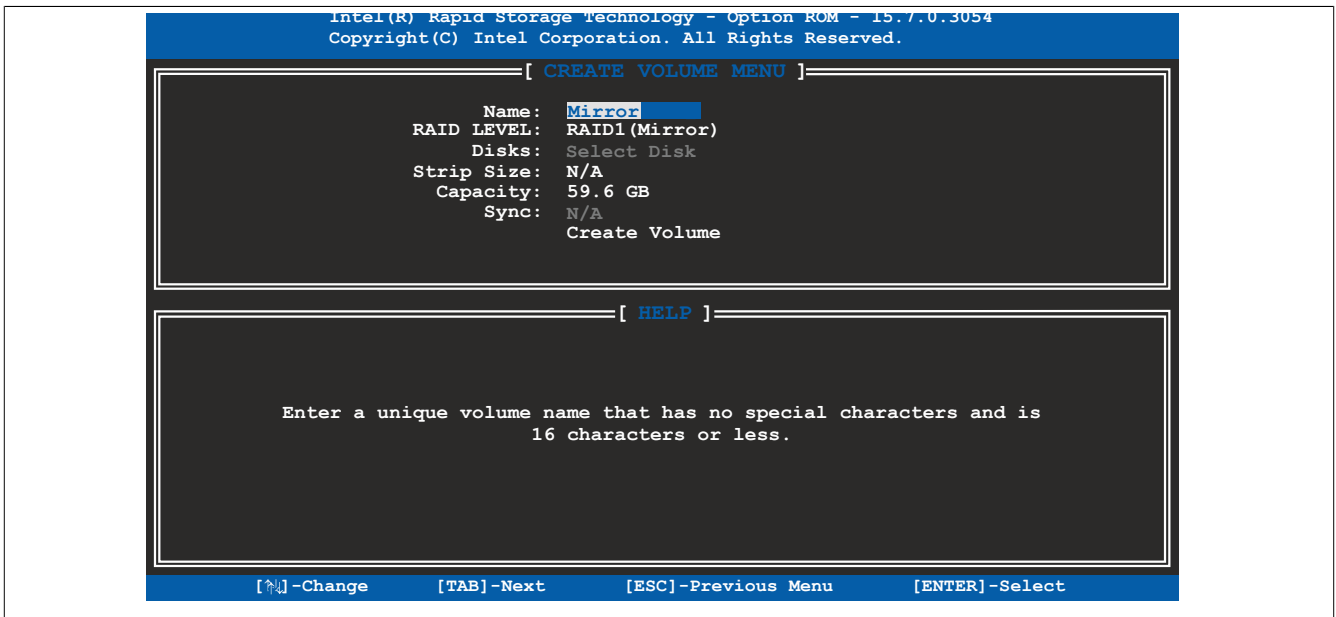 Intel(R) Rapid Storage Technology - Option ROM - 15.7.0.3054
Copyright(C) Intel Corporation. All Rights Reserved.
[ CREATE VOLUME MENU ]
Name: Mirror
RAID LEVEL: RAID1(Mirror)
Disks: Select Disk
Strip Size: N/A
Capacity: 59.6 GB
Sync: N/A
Create Volume
[ HELP ]
Enter a unique volume name that has no special characters and is
16 characters or less.
[↑↓]-Change [TAB]-Next [ESC]-Previous Menu [ENTER]-Select